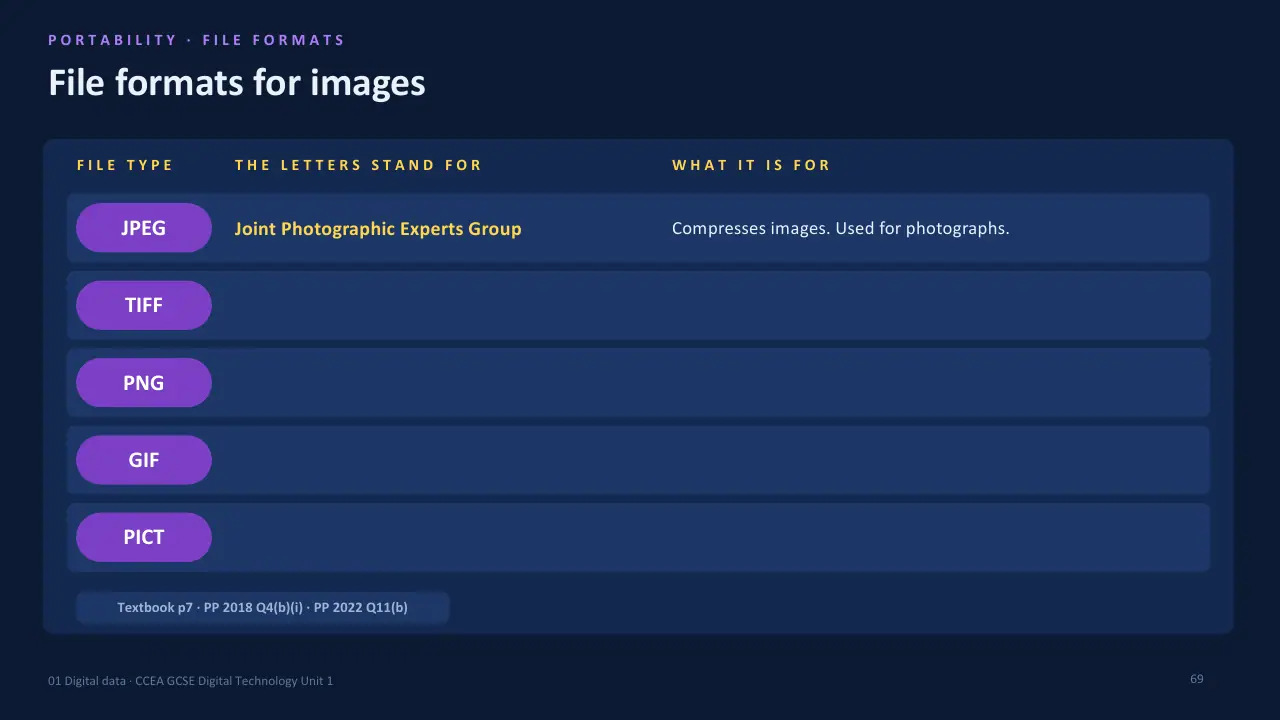 PORTABILITY · FILE FORMATS
File formats for images
FILE TYPE THE LETTERS STAND FOR WHAT IT IS FOR
JPEG Joint Photographic Experts Group Compresses images. Used for photographs.
TIFF
PNG
GIF
PICT
Textbook p7 · PP 2018 Q4(b)(i) · PP 2022 Q11(b)
01 Digital data · CCEA GCSE Digital Technology Unit 1 69